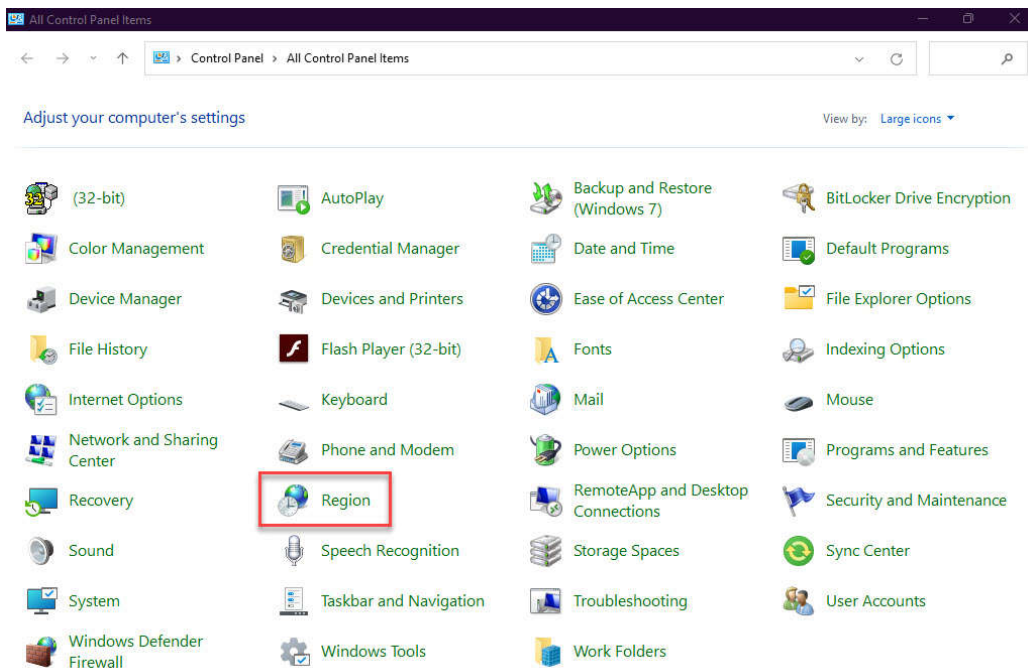 All Control Panel Items
Control Panel > All Control Panel Items
Adjust your computer's settings
View by: Large icons
(32-bit)
AutoPlay
Backup and Restore
(Windows 7)
BitLocker Drive Encryption
Color Management
Credential Manager
Date and Time
Default Programs
Device Manager
Devices and Printers
Ease of Access Center
File Explorer Options
File History
Flash Player (32-bit)
Fonts
Indexing Options
Internet Options
Keyboard
Mail
Mouse
Network and Sharing
Center
Phone and Modem
Power Options
Programs and Features
Recovery
Region
RemoteApp and Desktop
Connections
Security and Maintenance
Sound
Speech Recognition
Storage Spaces
Sync Center
System
Taskbar and Navigation
Troubleshooting
User Accounts
Windows Defender
Firewall
Windows Tools
Work Folders